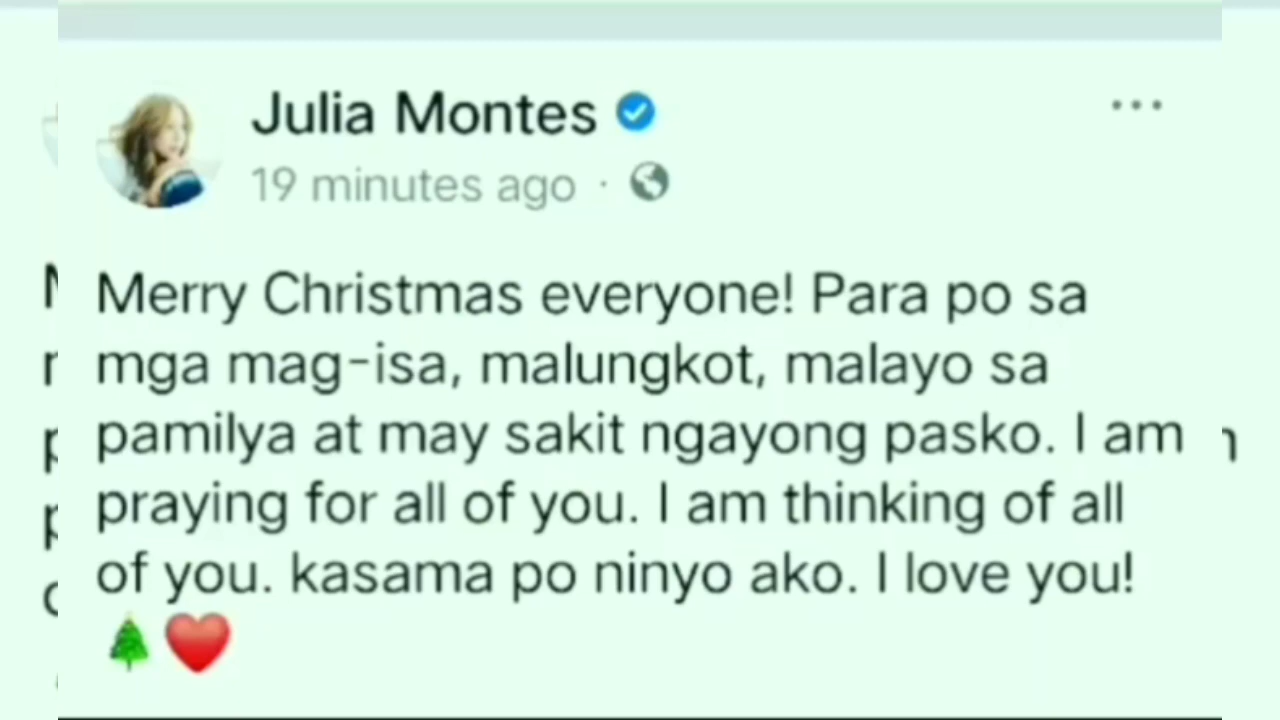 Julia Montes
19 minutes ago ·
Merry Christmas everyone! Para po sa
mga mag-isa, malungkot, malayo sa
pamilya at may sakit ngayong pasko. I am
praying for all of you. I am thinking of all
of you. kasama po ninyo ako. I love you!
🎄❤️